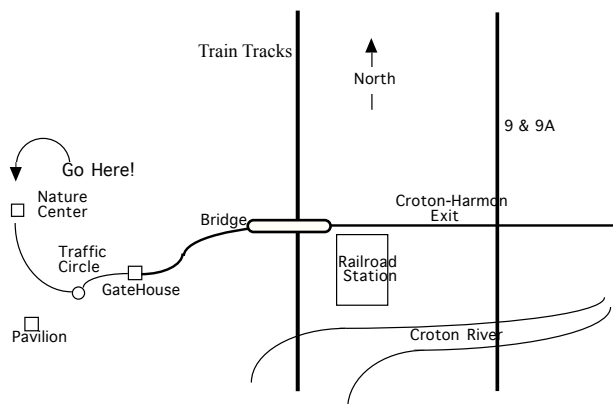 Train Tracks
North
9 & 9A
Go Here!
Nature
Center
Croton-Harmon
Exit
Bridge
Traffic
Circle
GateHouse
Railroad
Station
Pavilion
Croton River